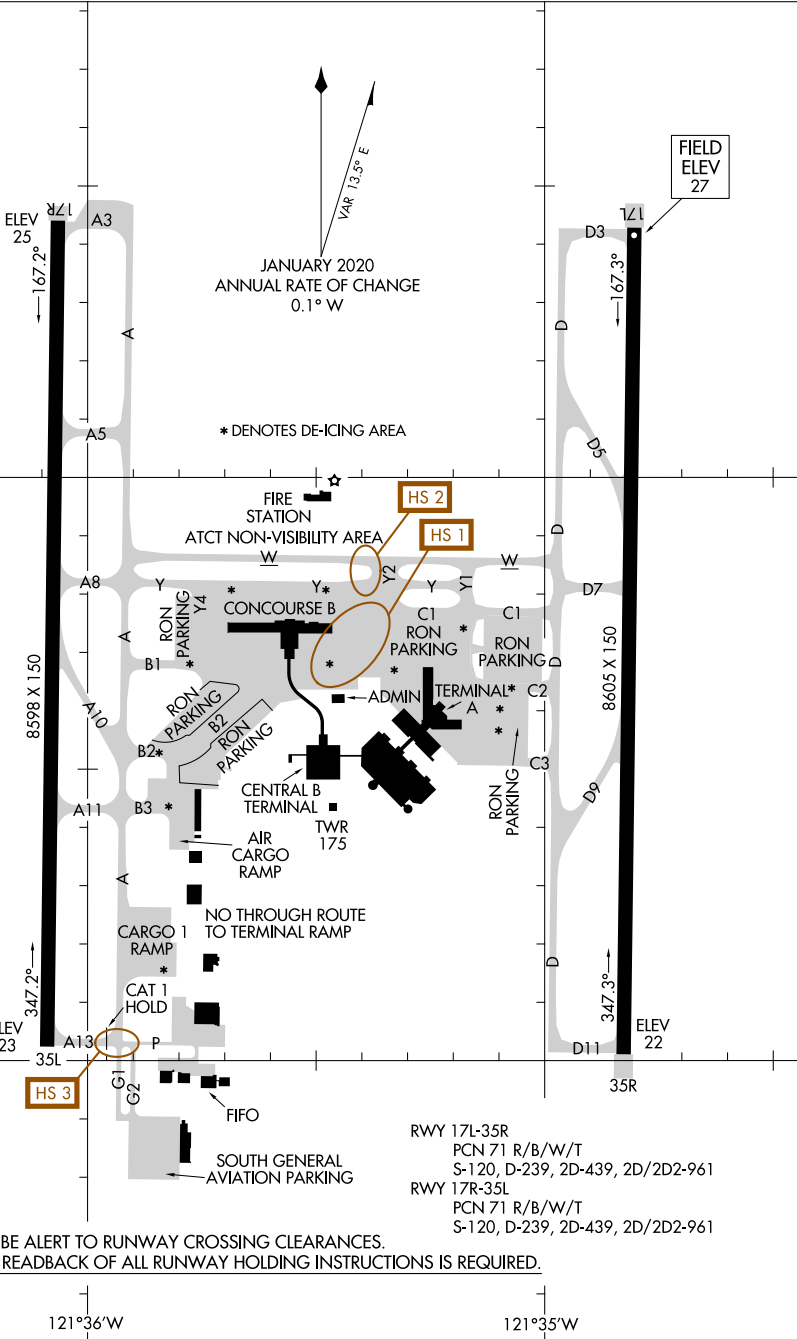 FIELD
ELEV
27
VAR 13.5° E
JANUARY 2020
ANNUAL RATE OF CHANGE
0.1° W
17R
A3
ELEV
25
167.2°
17L
D3
167.3°
A
D
A5
* DENOTES DE-ICING AREA
D5
HS 2
FIRE
STATION
HS 1
ATCT NON-VISIBILITY AREA
D
W
W
A8
Y
Y
Y2
Y
Y1
D7
RON
PARKING
Y4
CONCOURSE B
C1
C1
RON
PARKING
RON
PARKING
A
B1
D
8598 X 150
8605 X 150
A10
RON
PARKING
B2
RON
PARKING
ADMIN
TERMINAL
A
C2
B2
C3
RON
PARKING
D9
CENTRAL B
TERMINAL
A11
B3
TWR
175
AIR
CARGO
RAMP
A
NO THROUGH ROUTE
TO TERMINAL RAMP
CARGO 1
RAMP
D
347.2°
347.3°
CAT 1
HOLD
ELEV
22
EV
23
A13
P
D11
35L
35R
HS 3
G1
G2
FIFO
SOUTH GENERAL
AVIATION PARKING
RWY 17L-35R
PCN 71 R/B/W/T
S-120, D-239, 2D-439, 2D/2D2-961
RWY 17R-35L
PCN 71 R/B/W/T
S-120, D-239, 2D-439, 2D/2D2-961
BE ALERT TO RUNWAY CROSSING CLEARANCES.
READBACK OF ALL RUNWAY HOLDING INSTRUCTIONS IS REQUIRED.
121°36'W
121°35'W